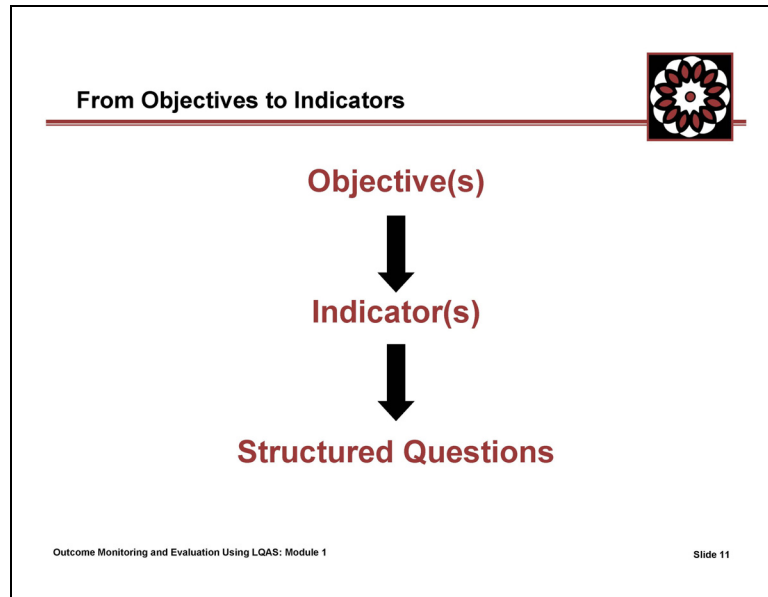 From Objectives to Indicators
Objective(s)
Indicator(s)
Structured Questions
Outcome Monitoring and Evaluation Using LQAS: Module 1
Slide 11